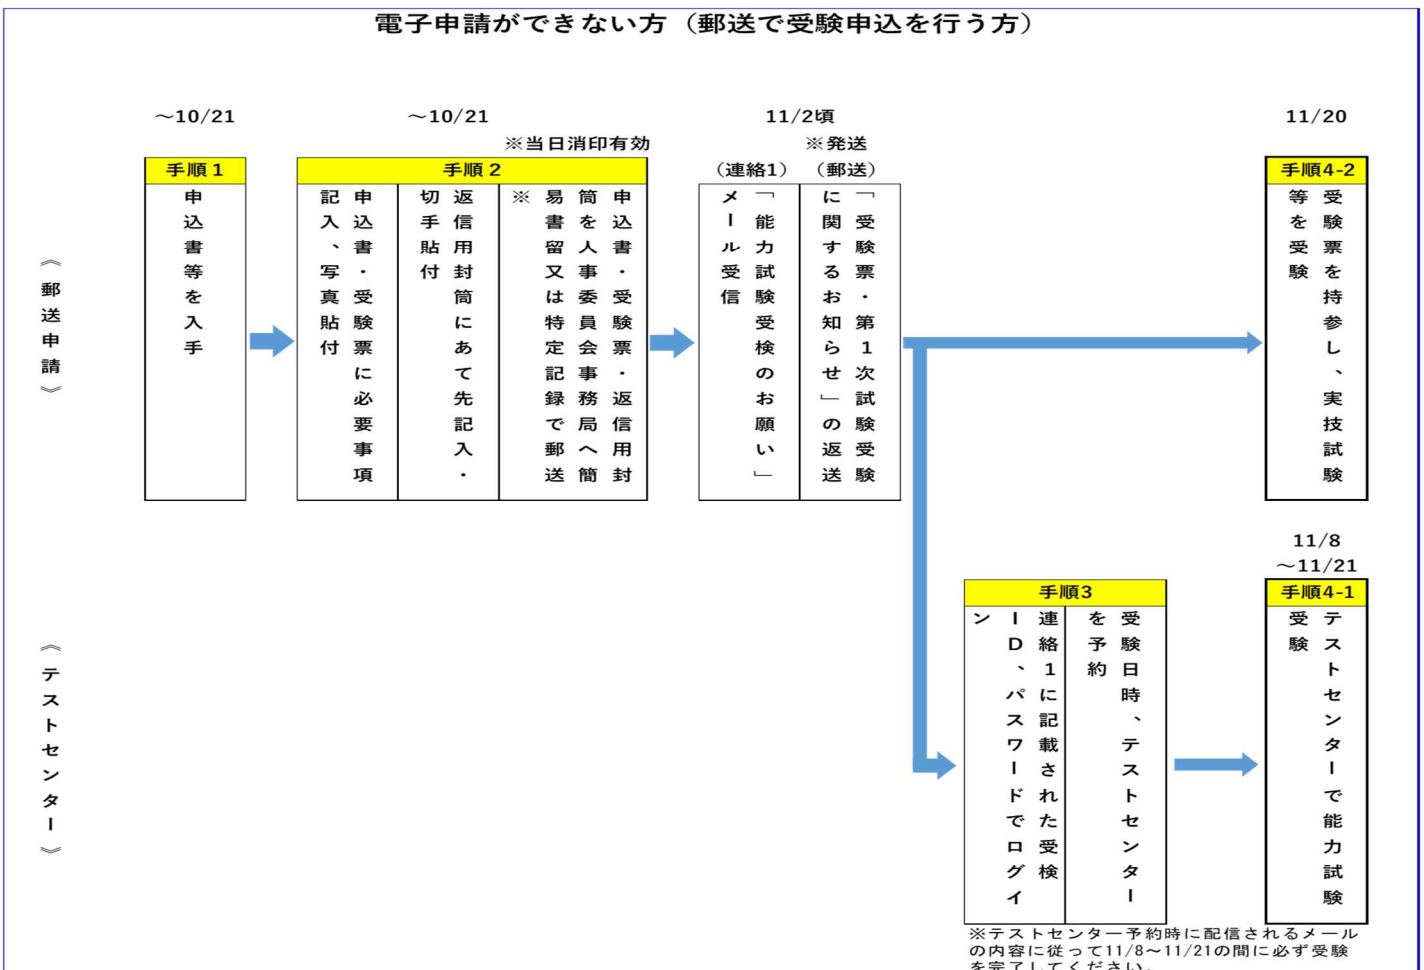 電子申請ができない方（郵送で受験申込を行う方）
～10/21
～10/21
※当日消印有効
11/2頃
※発送
11/20
《郵送申請》
手順１
申込書等を入手
手順２
申込書・受験票に必要事項
記入、写真貼付
返信用封筒にあて先記入・
切手貼付
申込書・受験票・返信用封
筒を人事委員会事務局へ簡
易書留又は特定記録で郵送
※
（連絡1）
「能力試験受検のお願い」
メール受信
（郵送）
「受験票・第１次試験受験
に関するお知らせ」の返送
手順4-2
受験票を持参し、実技試験
等を受験
《テストセンター》
手順3
連絡1に記載された受検
ID、パスワードでログイ
ン
受験日時、テストセンター
を予約
11/8
～11/21
手順4-1
テストセンターで能力試験
受験
※テストセンター予約時に配信されるメール
の内容に従って11/8～11/21の間に必ず受験
を完了してください。